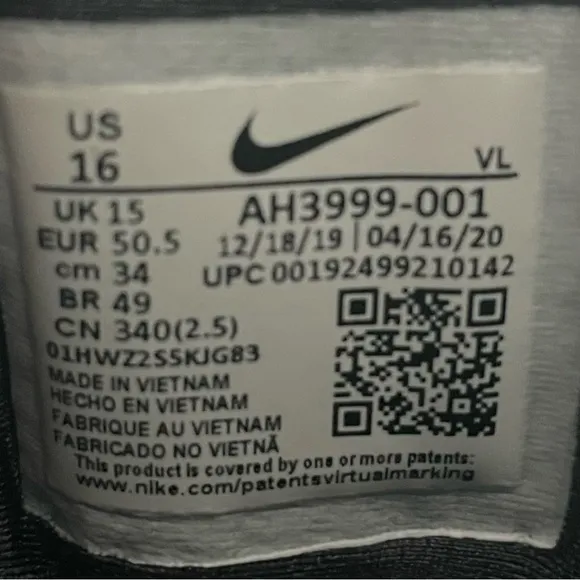 US
16
VL
UK 15
AH3999-001
EUR 50.5
12/18/19 | 04/16/20
cm 34
UPC 00192499210142
BR 49
CN 340(2.5)
01HWZ2S5KJG83
MADE IN VIETNAM
HECHO EN VIETNAM
FABRIQUE AU VIETNAM
FABRICADO NO VIETNÃ
This product is covered by one or more patents:
www.nike.com/patentsvirtualmarking